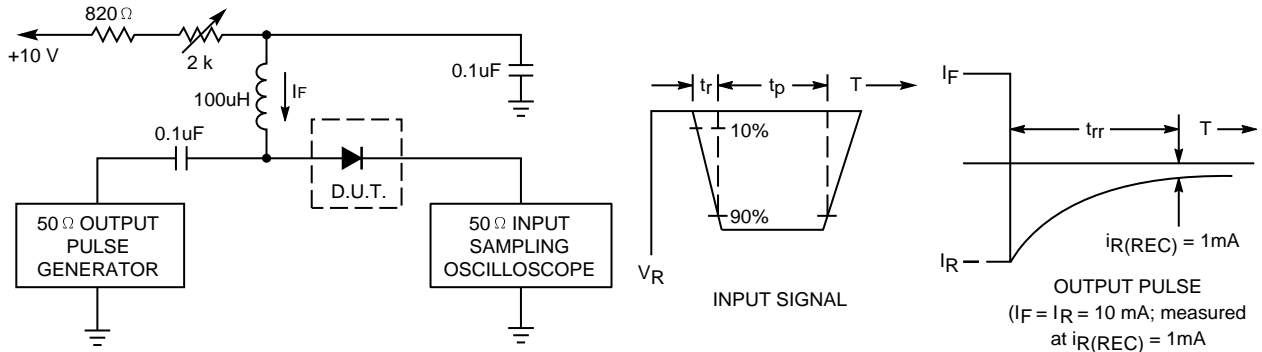 820 Ω
+10 V
2 k
100uH
IF
0.1uF
0.1uF
D.U.T.
50 Ω OUTPUT
PULSE
GENERATOR
50 Ω INPUT
SAMPLING
OSCILLOSCOPE
tr
tp
T
10%
90%
VR
INPUT SIGNAL
IF
trr
T
iR(REC) = 1mA
IR
OUTPUT PULSE
(IF = IR = 10 mA; measured
at iR(REC) = 1mA